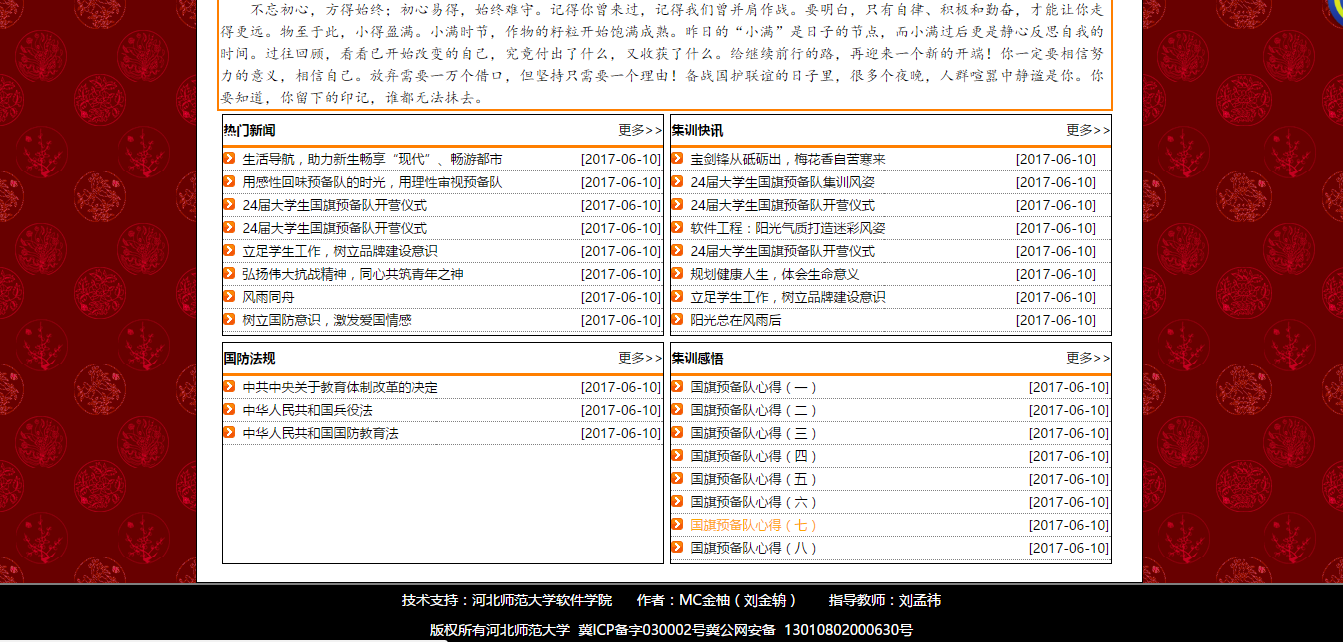 不忘初心，方得始终；初心易得，始终难守。记得你曾来过，记得我们曾并肩作战。要明白，只有自律、积极和勤奋，才能让你走
得更远。物至于此，小得盈满。小满时节，作物的籽粒开始饱满成熟。昨日的“小满”是日子的节点，而小满过后更是静心反思自我的
时间。过往回顾，看看已开始改变的自己，究竟付出了什么，又收获了什么。给继续前行的路，再迎来一个新的开端！你一定要相信努
力的意义，相信自己。放弃需要一万个借口，但坚持只需要一个理由！备战国护联谊的日子里，很多个夜晚，人群喧嚣中静谧是你。你
要知道，你留下的印记，谁都无法抹去。
热门新闻 更多>>
生活导航，助力新生畅享“现代”、畅游都市 [2017-06-10]
用感性回味预备队的时光，用理性审视预备队 [2017-06-10]
24届大学生国旗预备队开营仪式 [2017-06-10]
24届大学生国旗预备队开营仪式 [2017-06-10]
立足学生工作，树立品牌建设意识 [2017-06-10]
弘扬伟大抗战精神，同心共筑青年之神 [2017-06-10]
风雨同舟 [2017-06-10]
树立国防意识，激发爱国情感 [2017-06-10]
集训快讯 更多>>
宝剑锋从砥砺出，梅花香自苦寒来 [2017-06-10]
24届大学生国旗预备队集训风姿 [2017-06-10]
24届大学生国旗预备队开营仪式 [2017-06-10]
软件工程：阳光气质打造迷彩风姿 [2017-06-10]
24届大学生国旗预备队开营仪式 [2017-06-10]
规划健康人生，体会生命意义 [2017-06-10]
立足学生工作，树立品牌建设意识 [2017-06-10]
阳光总在风雨后 [2017-06-10]
国防法规 更多>>
中共中央关于教育体制改革的决定 [2017-06-10]
中华人民共和国兵役法 [2017-06-10]
中华人民共和国国防教育法 [2017-06-10]
集训感悟 更多>>
国旗预备队心得（一） [2017-06-10]
国旗预备队心得（二） [2017-06-10]
国旗预备队心得（三） [2017-06-10]
国旗预备队心得（四） [2017-06-10]
国旗预备队心得（五） [2017-06-10]
国旗预备队心得（六） [2017-06-10]
国旗预备队心得（七） [2017-06-10]
国旗预备队心得（八） [2017-06-10]
技术支持：河北师范大学软件学院 作者：MC金柚（刘金辀） 指导教师：刘孟祎
版权所有河北师范大学 冀ICP备字030002号冀公网安备 13010802000630号